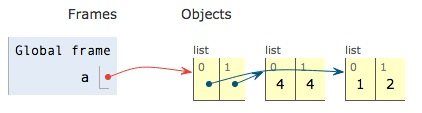 Frames Objects
Global frame
a
list list list
0 1 0 1 0 1
4 4 1 2